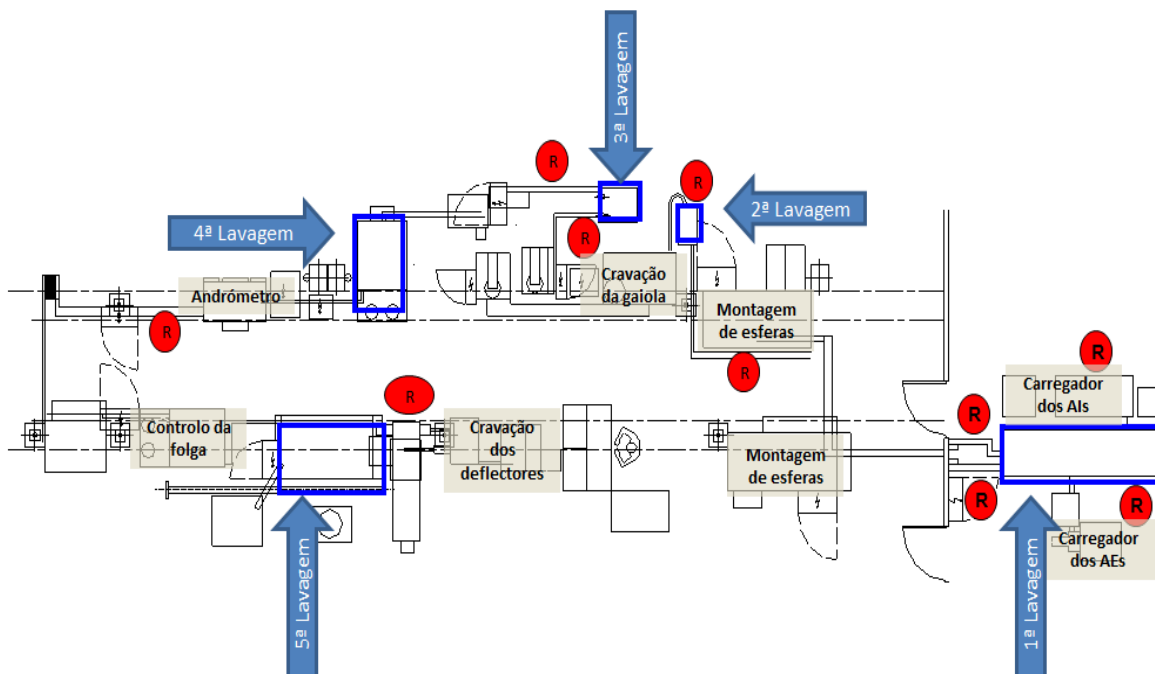 3ª Lavagem
R
R
2ª Lavagem
4ª Lavagem
R
Cravação
da gaiola
Andrómetro
Montagem
de esferas
R
R
R
Carregador
dos AIs
R
R
Controlo da
folga
Cravação
dos
deflectores
Montagem
de esferas
R
R
Carregador
dos AEs
5ª Lavagem
1ª Lavagem